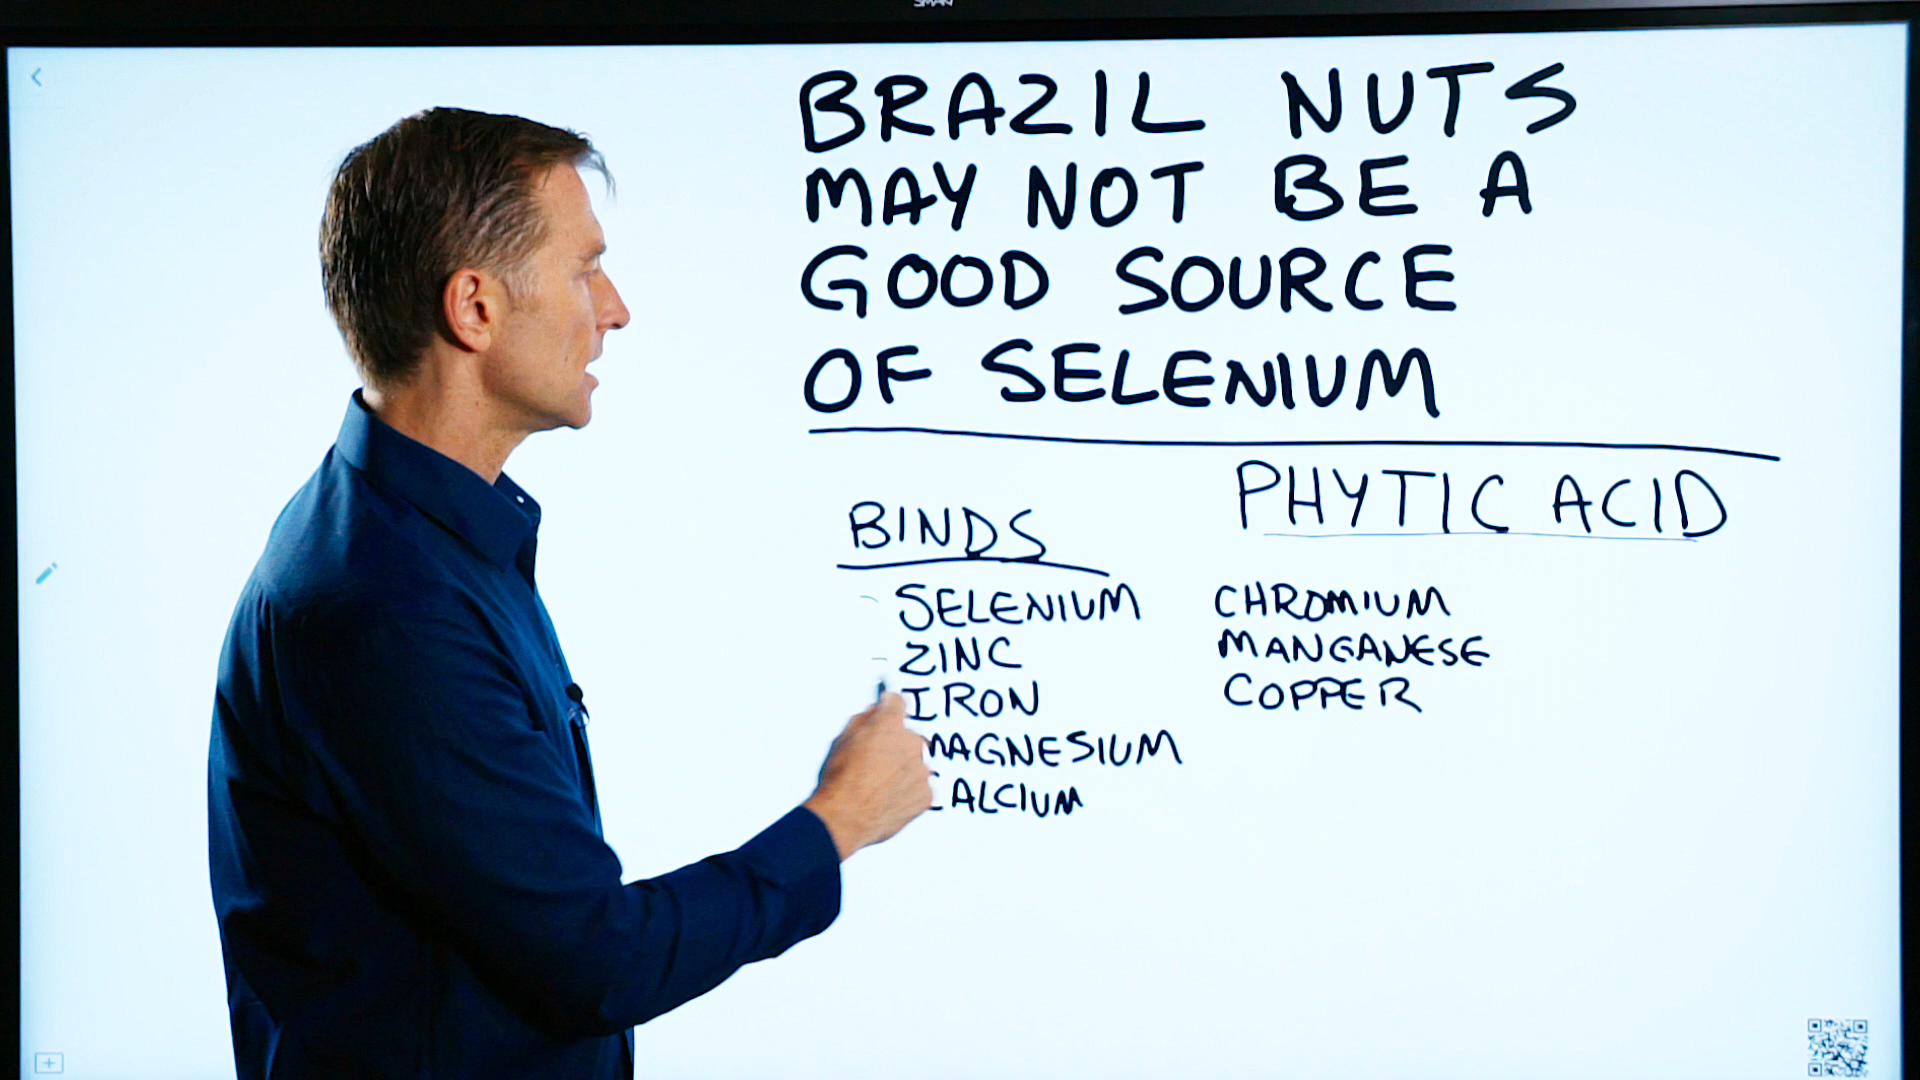 BRAZIL NUTS
MAY NOT BE A
GOOD SOURCE
OF SELENIUM
PHYTIC ACID
BINDS
SELENIUM CHROMIUM
ZINC MANGANESE
IRON COPPER
MAGNESIUM
CALCIUM